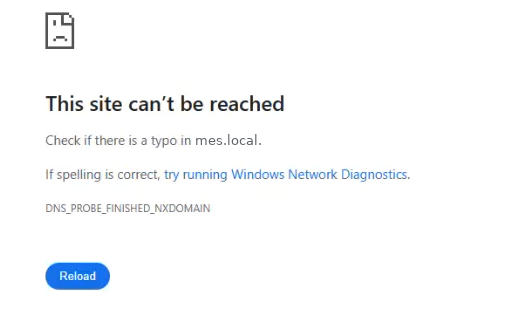 This site can’t be reached
Check if there is a typo in mes.local.
If spelling is correct, try running Windows Network Diagnostics.
DNS_PROBE_FINISHED_NXDOMAIN
Reload